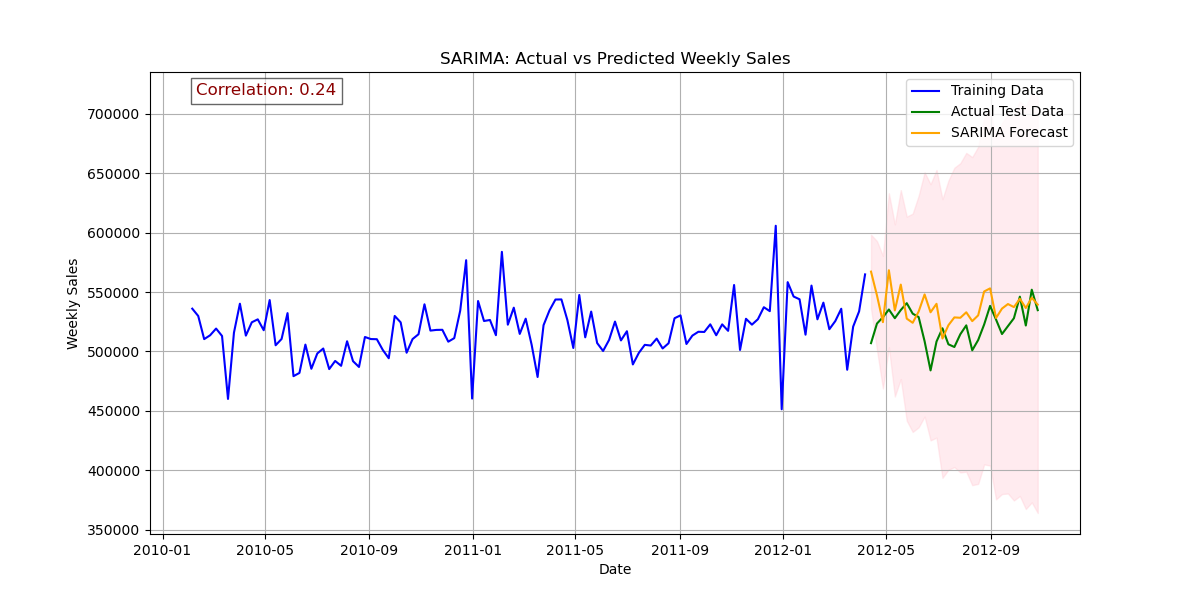 SARIMA: Actual vs Predicted Weekly Sales
Correlation: 0.24
Training Data
Actual Test Data
SARIMA Forecast
Weekly Sales
700000
650000
600000
550000
500000
450000
400000
350000
2010-01 2010-05 2010-09 2011-01 2011-05 2011-09 2012-01 2012-05 2012-09
Date